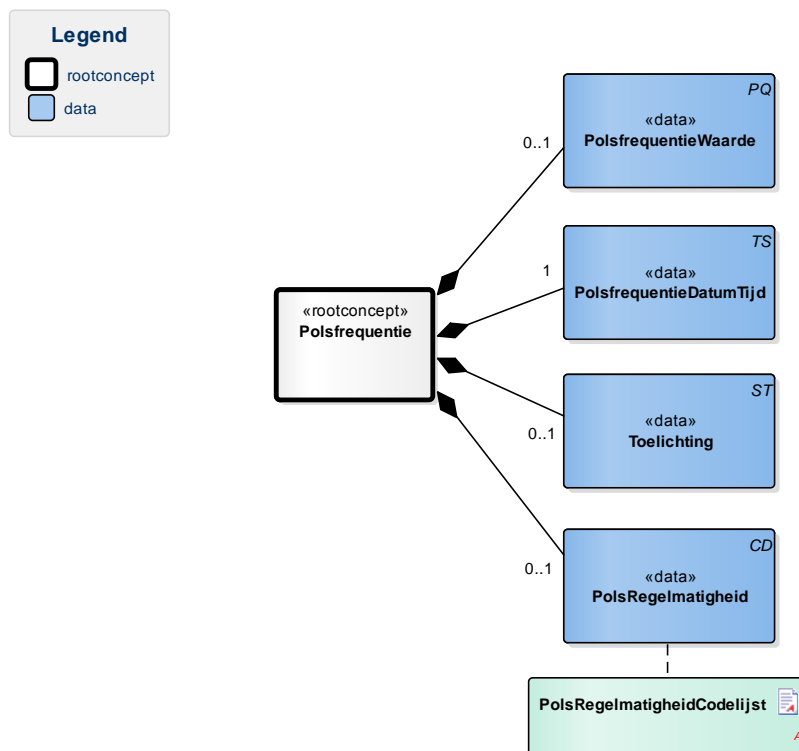 Legend
rootconcept
data
PQ
«data»
PolsfrequentieWaarde
0..1
TS
«data»
PolsfrequentieDatumTijd
1
«rootconcept»
Polsfrequentie
ST
«data»
Toelichting
0..1
CD
«data»
PolsRegelmatigheid
0..1
PolsRegelmatigheidCodelijst